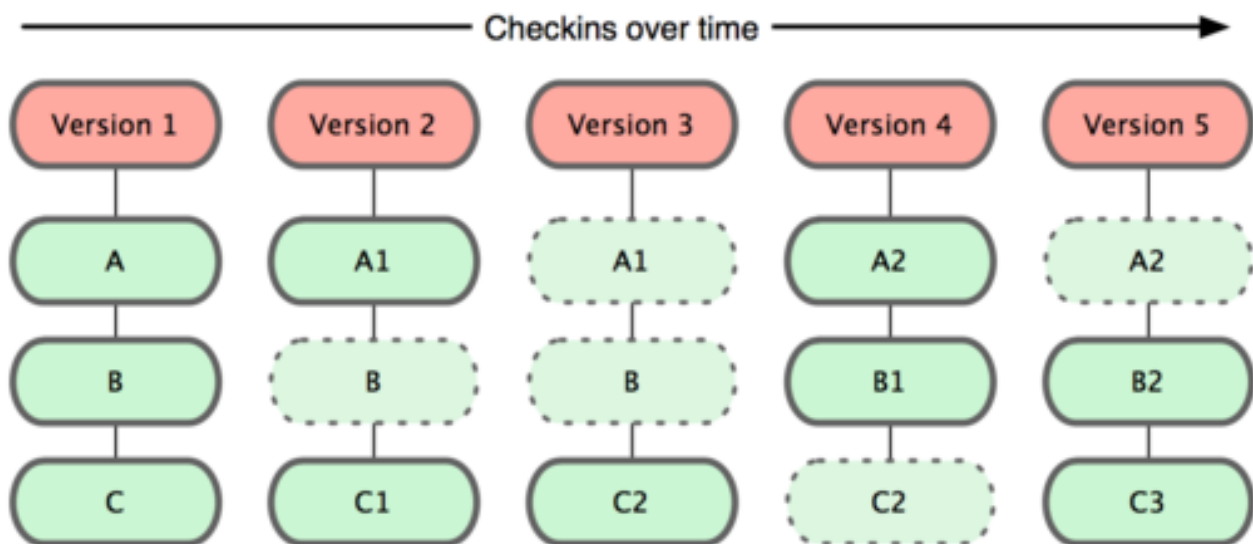 Checkins over time
Version 1 Version 2 Version 3 Version 4 Version 5
A A1 A1 A2 A2
B B B B1 B2
C C1 C2 C2 C3